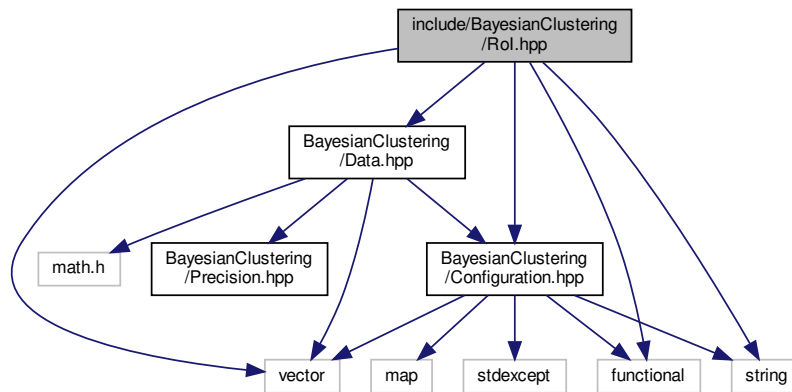 include/BayesianClustering
/RoI.hpp
BayesianClustering
/Data.hpp
math.h
BayesianClustering
/Precision.hpp
BayesianClustering
/Configuration.hpp
vector
map
stdexcept
functional
string